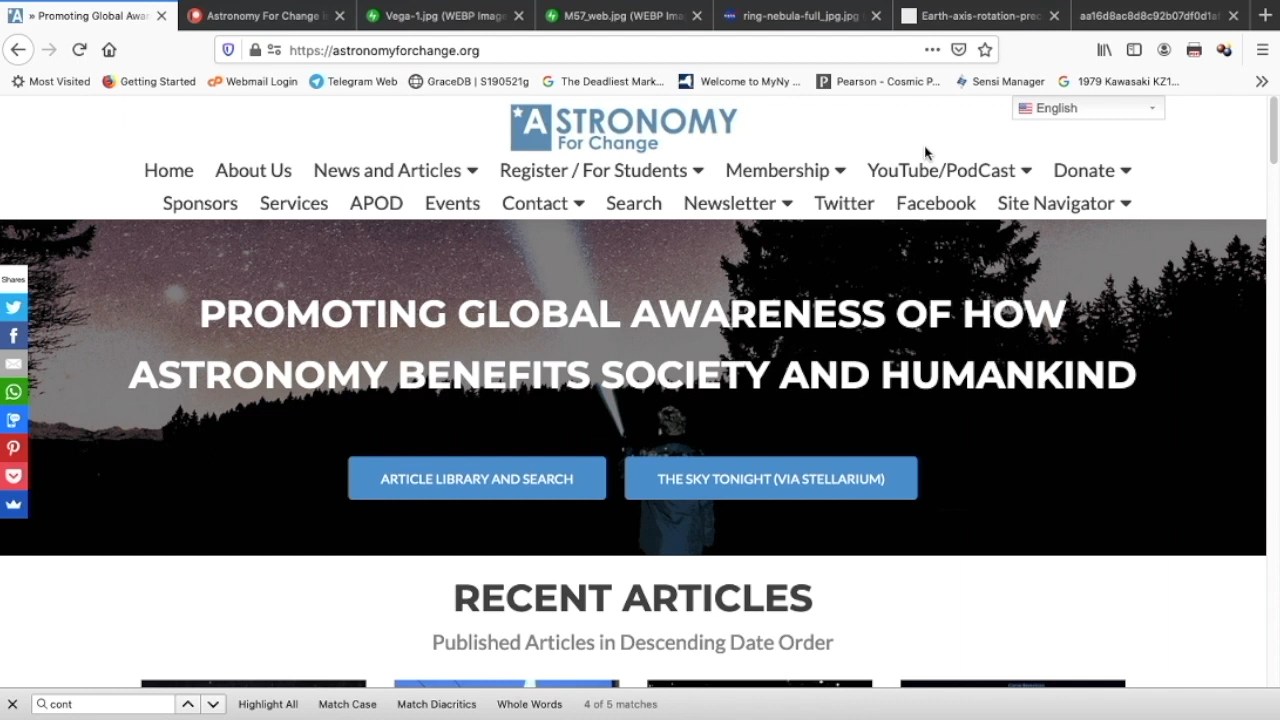 » Promoting Global Awar
Astronomy For Change i
Vega-1.jpg (WEBP Image
M57_web.jpg (WEBP Ima
ring-nebula-full_jpg.jpg
Earth-axis-rotation-prec
aa16d8ac8d8c92b07df0d1a
https://astronomyforchange.org
Most Visited
Getting Started
Webmail Login
Telegram Web
GraceDB | S190521g
The Deadliest Mark...
Welcome to MyNy ...
Pearson - Cosmic P...
Sensi Manager
1979 Kawasaki KZ1...
ASTRONOMY
For Change
English
Home About Us News and Articles Register / For Students Membership YouTube/PodCast Donate
Sponsors Services APOD Events Contact Search Newsletter Twitter Facebook Site Navigator
Shares
PROMOTING GLOBAL AWARENESS OF HOW
ASTRONOMY BENEFITS SOCIETY AND HUMANKIND
ARTICLE LIBRARY AND SEARCH
THE SKY TONIGHT (VIA STELLARIUM)
RECENT ARTICLES
Published Articles in Descending Date Order
cont
Highlight All
Match Case
Match Diacritics
Whole Words
4 of 5 matches